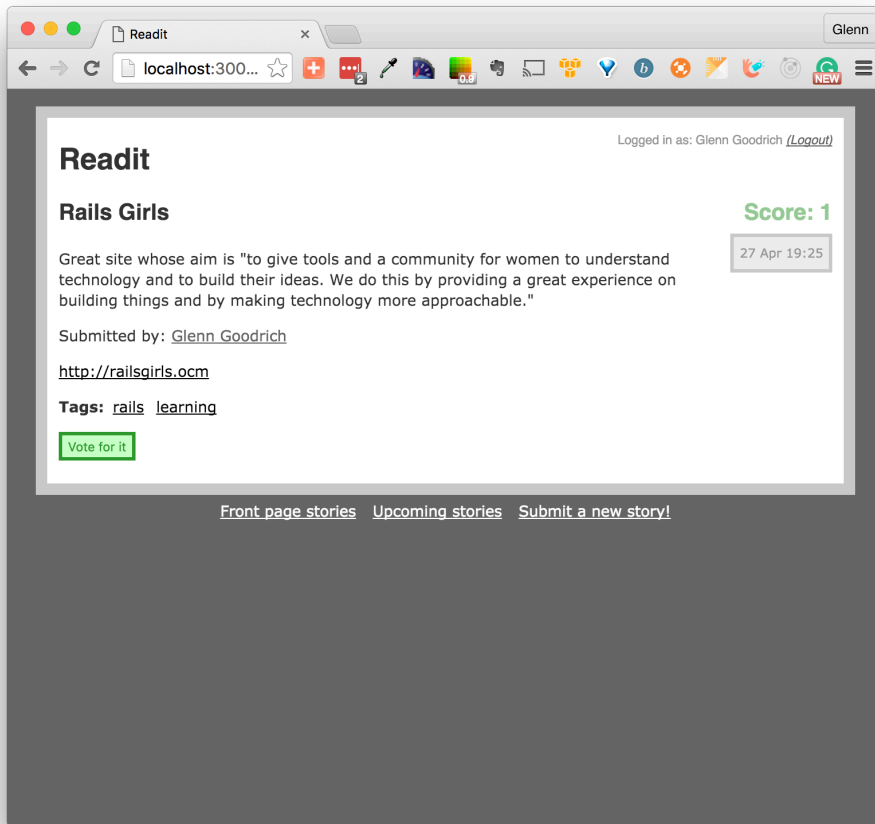 Readit
Glenn
localhost:300...
2
0.9
b
NEW
Logged in as: Glenn Goodrich (Logout)
Readit
Rails Girls
Score: 1
27 Apr 19:25
Great site whose aim is "to give tools and a community for women to understand
technology and to build their ideas. We do this by providing a great experience on
building things and by making technology more approachable."
Submitted by: Glenn Goodrich
http://railsgirls.ocm
Tags: rails learning
Vote for it
Front page stories Upcoming stories Submit a new story!